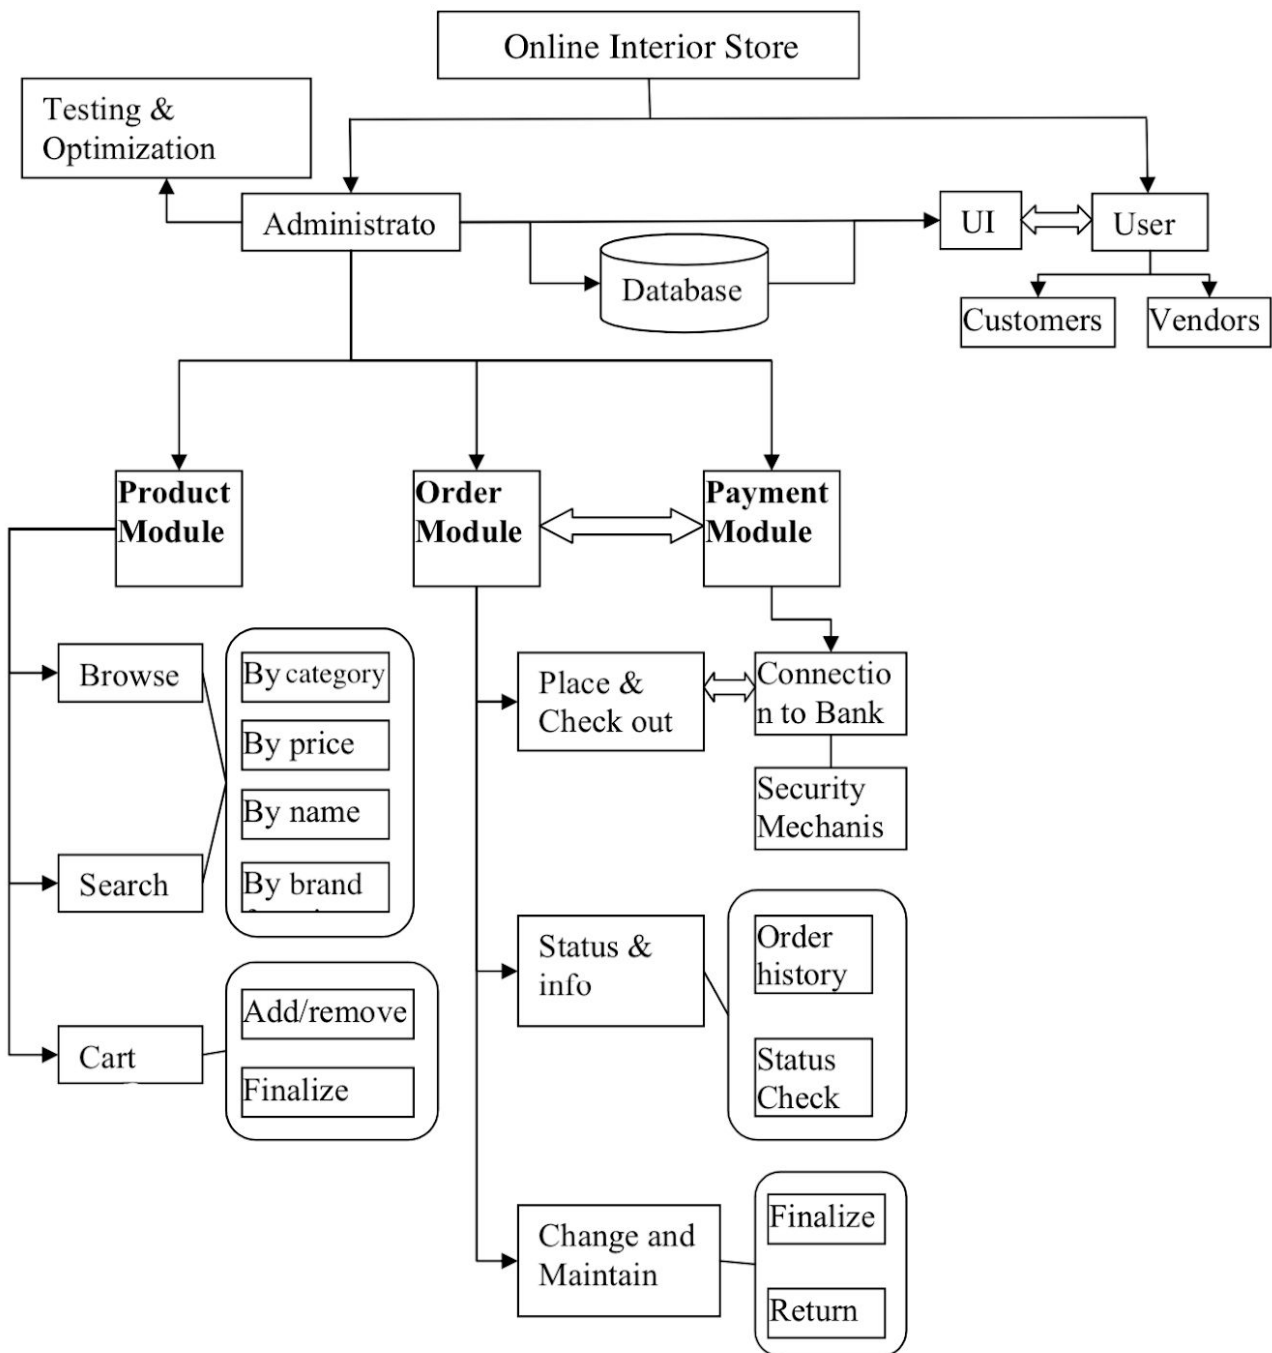 Online Interior Store
Testing &
Optimization
Administrato
UI
User
Database
Customers
Vendors
Product
Module
Order
Module
Payment
Module
Browse
By category
By price
By name
By brand
Search
Cart
Add/remove
Finalize
Place &
Check out
Connectio
n to Bank
Security
Mechanis
Status &
info
Order
history
Status
Check
Change and
Maintain
Finalize
Return